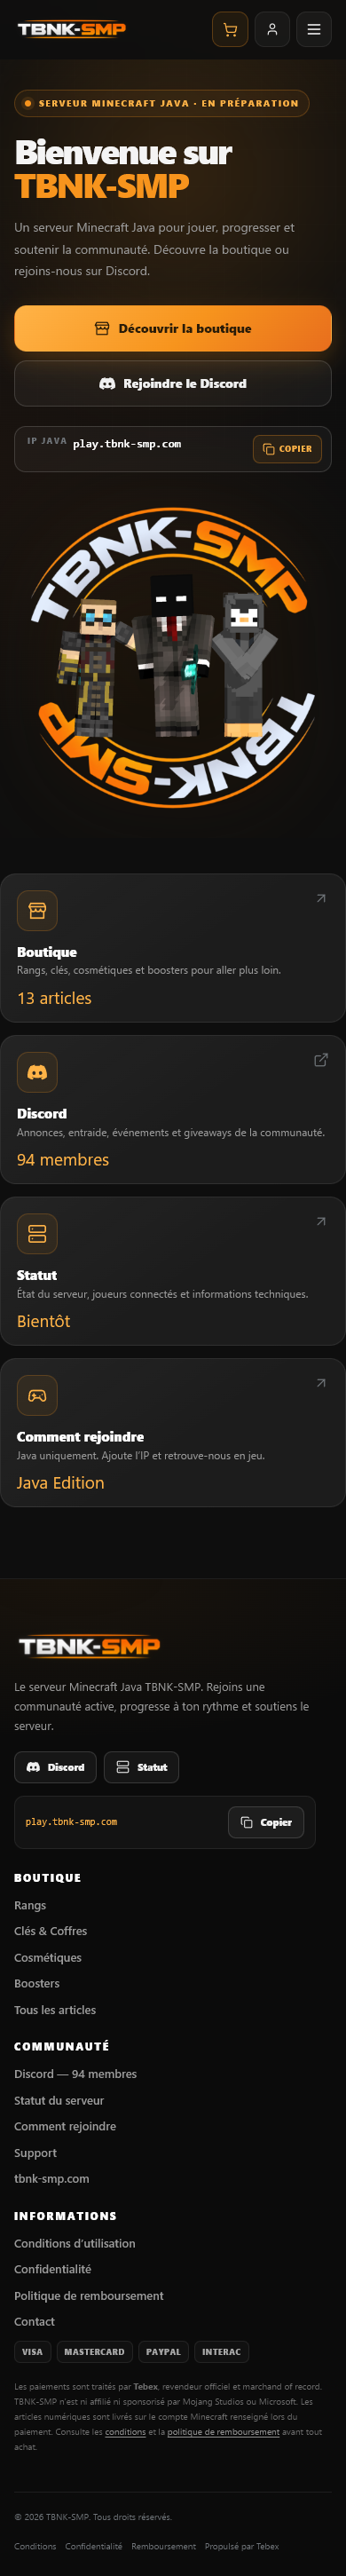 TBNK-SMP
SERVEUR MINECRAFT JAVA • EN PRÉPARATION
Bienvenue sur
TBNK-SMP
Un serveur Minecraft Java pour jouer, progresser et
soutenir la communauté. Découvre la boutique ou
rejoins-nous sur Discord.
Découvrir la boutique
Rejoindre le Discord
IP JAVA play.tbnk-smp.com COPIER
TBNK-SMP
TBNK-SMP
Boutique
Rangs, clés, cosmétiques et boosters pour aller plus loin.
13 articles
Discord
Annonces, entraide, événements et giveaways de la communauté.
94 membres
Statut
État du serveur, joueurs connectés et informations techniques.
Bientôt
Comment rejoindre
Java uniquement. Ajoute l'IP et retrouve-nous en jeu.
Java Edition
TBNK-SMP
Le serveur Minecraft Java TBNK-SMP. Rejoins une
communauté active, progresse à ton rythme et soutiens le
serveur.
Discord Statut
play.tbnk-smp.com Copier
BOUTIQUE
Rangs
Clés & Coffres
Cosmétiques
Boosters
Tous les articles
COMMUNAUTÉ
Discord — 94 membres
Statut du serveur
Comment rejoindre
Support
tbnk-smp.com
INFORMATIONS
Conditions d'utilisation
Confidentialité
Politique de remboursement
Contact
VISA MASTERCARD PAYPAL INTERAC
Les paiements sont traités par Tebex, revendeur officiel et marchand of record.
TBNK-SMP n'est ni affilié ni sponsorisé par Mojang Studios ou Microsoft. Les
articles numériques sont livrés sur le compte Minecraft renseigné lors du
paiement. Consulte les conditions et la politique de remboursement avant tout
achat.
© 2026 TBNK-SMP. Tous droits réservés.
Conditions Confidentialité Remboursement Propulsé par Tebex